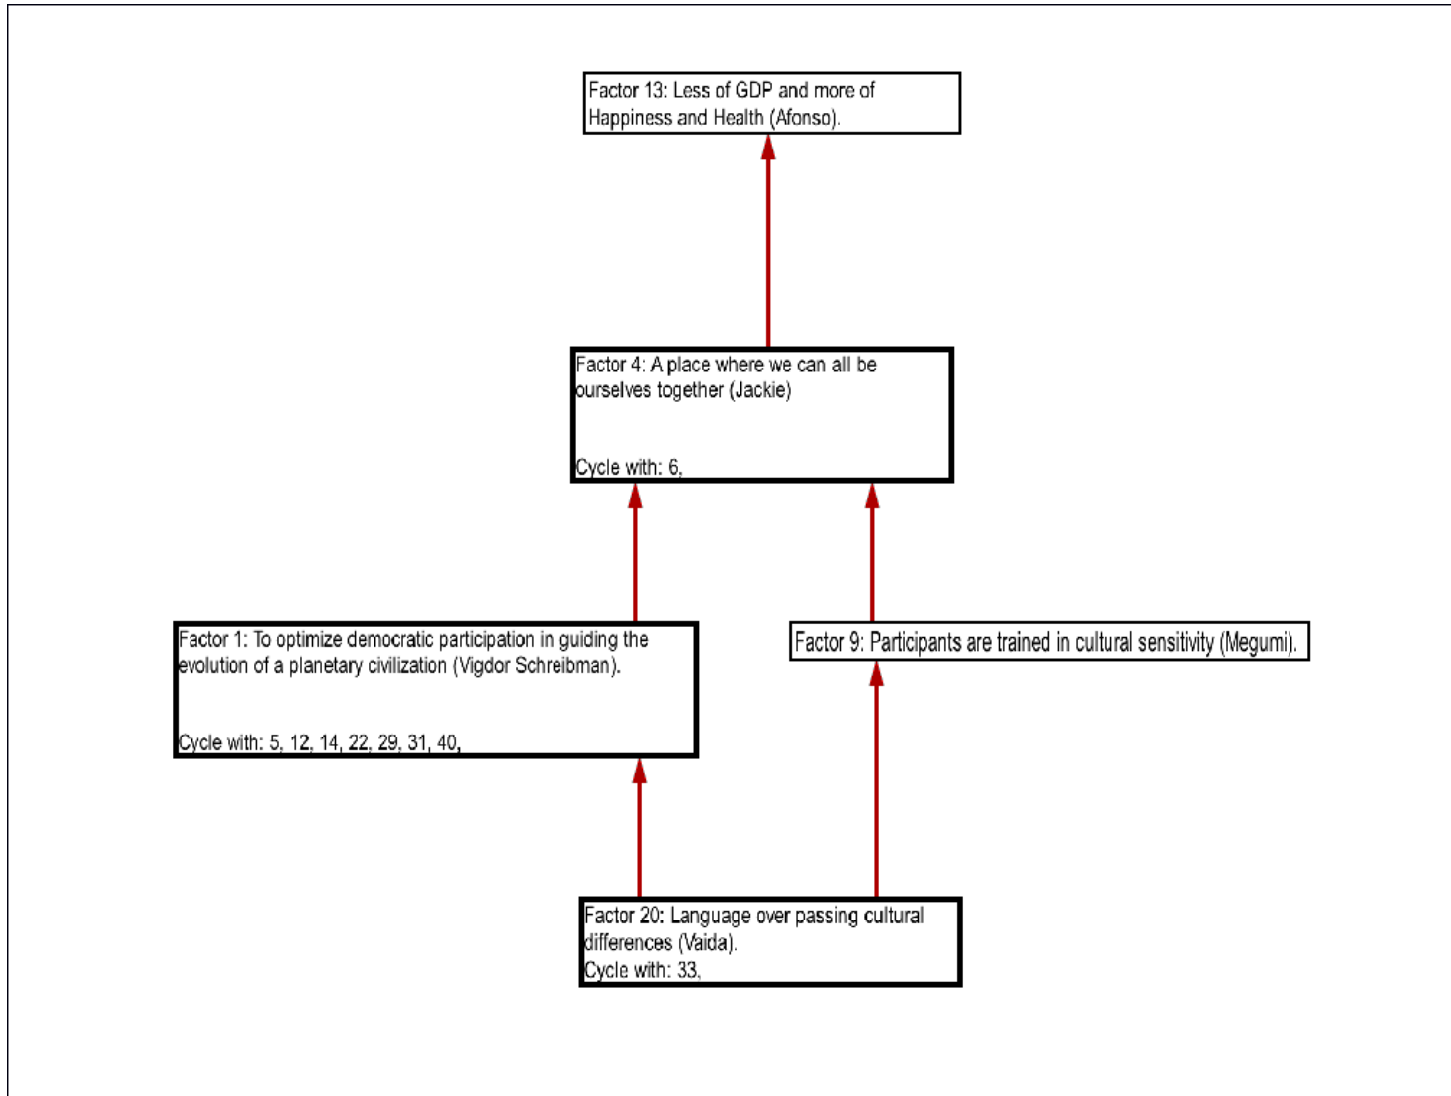 Factor 13: Less of GDP and more of
Happiness and Health (Afonso).
Factor 4: A place where we can all be
ourselves together (Jackie)
Cycle with: 6,
Factor 1: To optimize democratic participation in guiding the
evolution of a planetary civilization (Vigdor Schreibman).
Cycle with: 5, 12, 14, 22, 29, 31, 40,
Factor 9: Participants are trained in cultural sensitivity (Megumi).
Factor 20: Language over passing cultural
differences (Vaida).
Cycle with: 33,